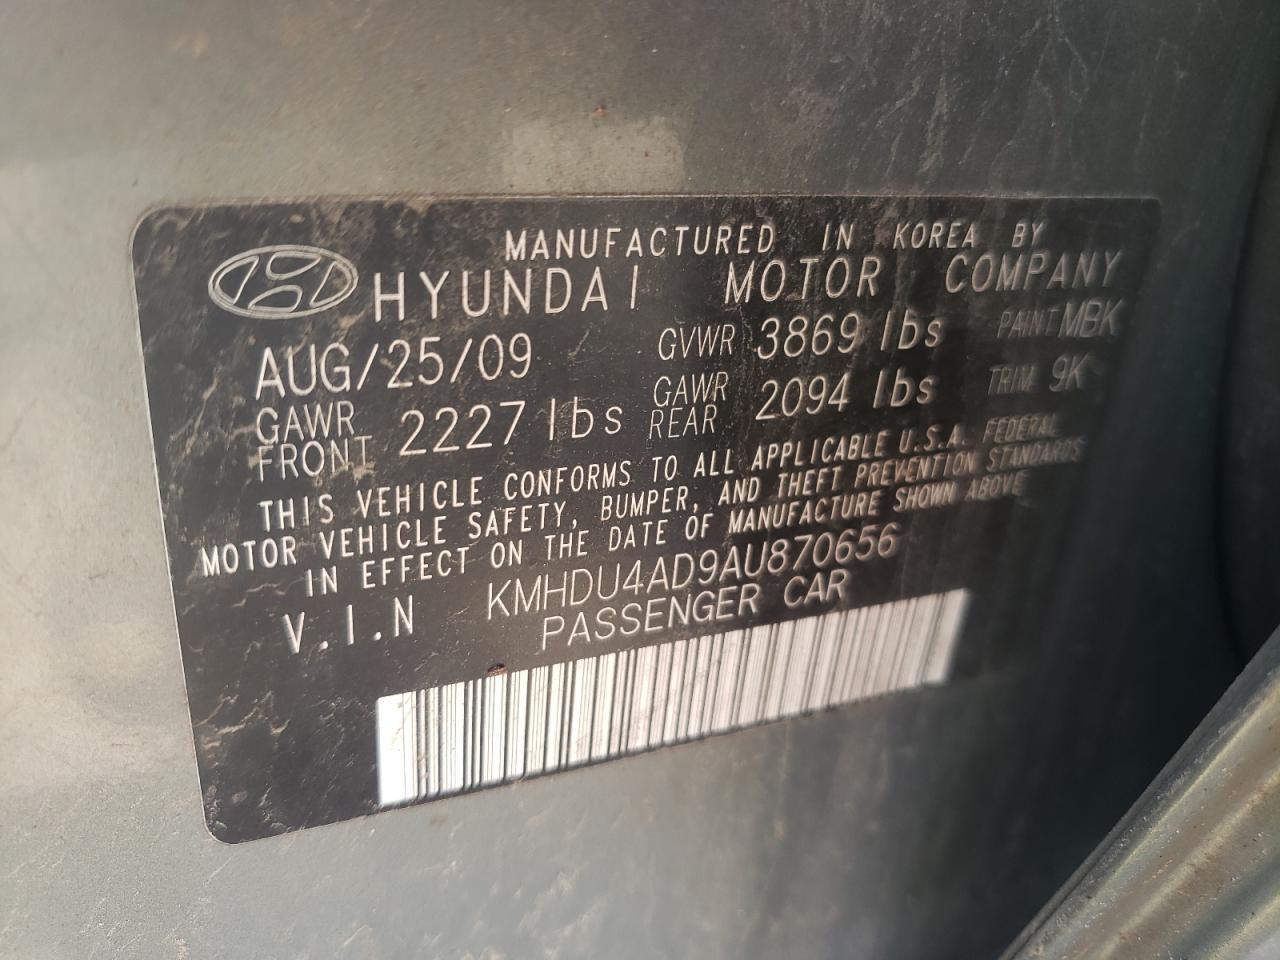 MANUFACTURED IN KOREA BY
HYUNDAI MOTOR COMPANY
AUG/25/09 GVWR 3869 lbs PAINT MBK
GAWR FRONT 2227 lbs GAWR REAR 2094 lbs TRIM 9K
THIS VEHICLE CONFORMS TO ALL APPLICABLE U.S.A. FEDERAL
MOTOR VEHICLE SAFETY, BUMPER, AND THEFT PREVENTION STANDARDS
IN EFFECT ON THE DATE OF MANUFACTURE SHOWN ABOVE
V.I.N KMHDU4AD9AU870656
PASSENGER CAR